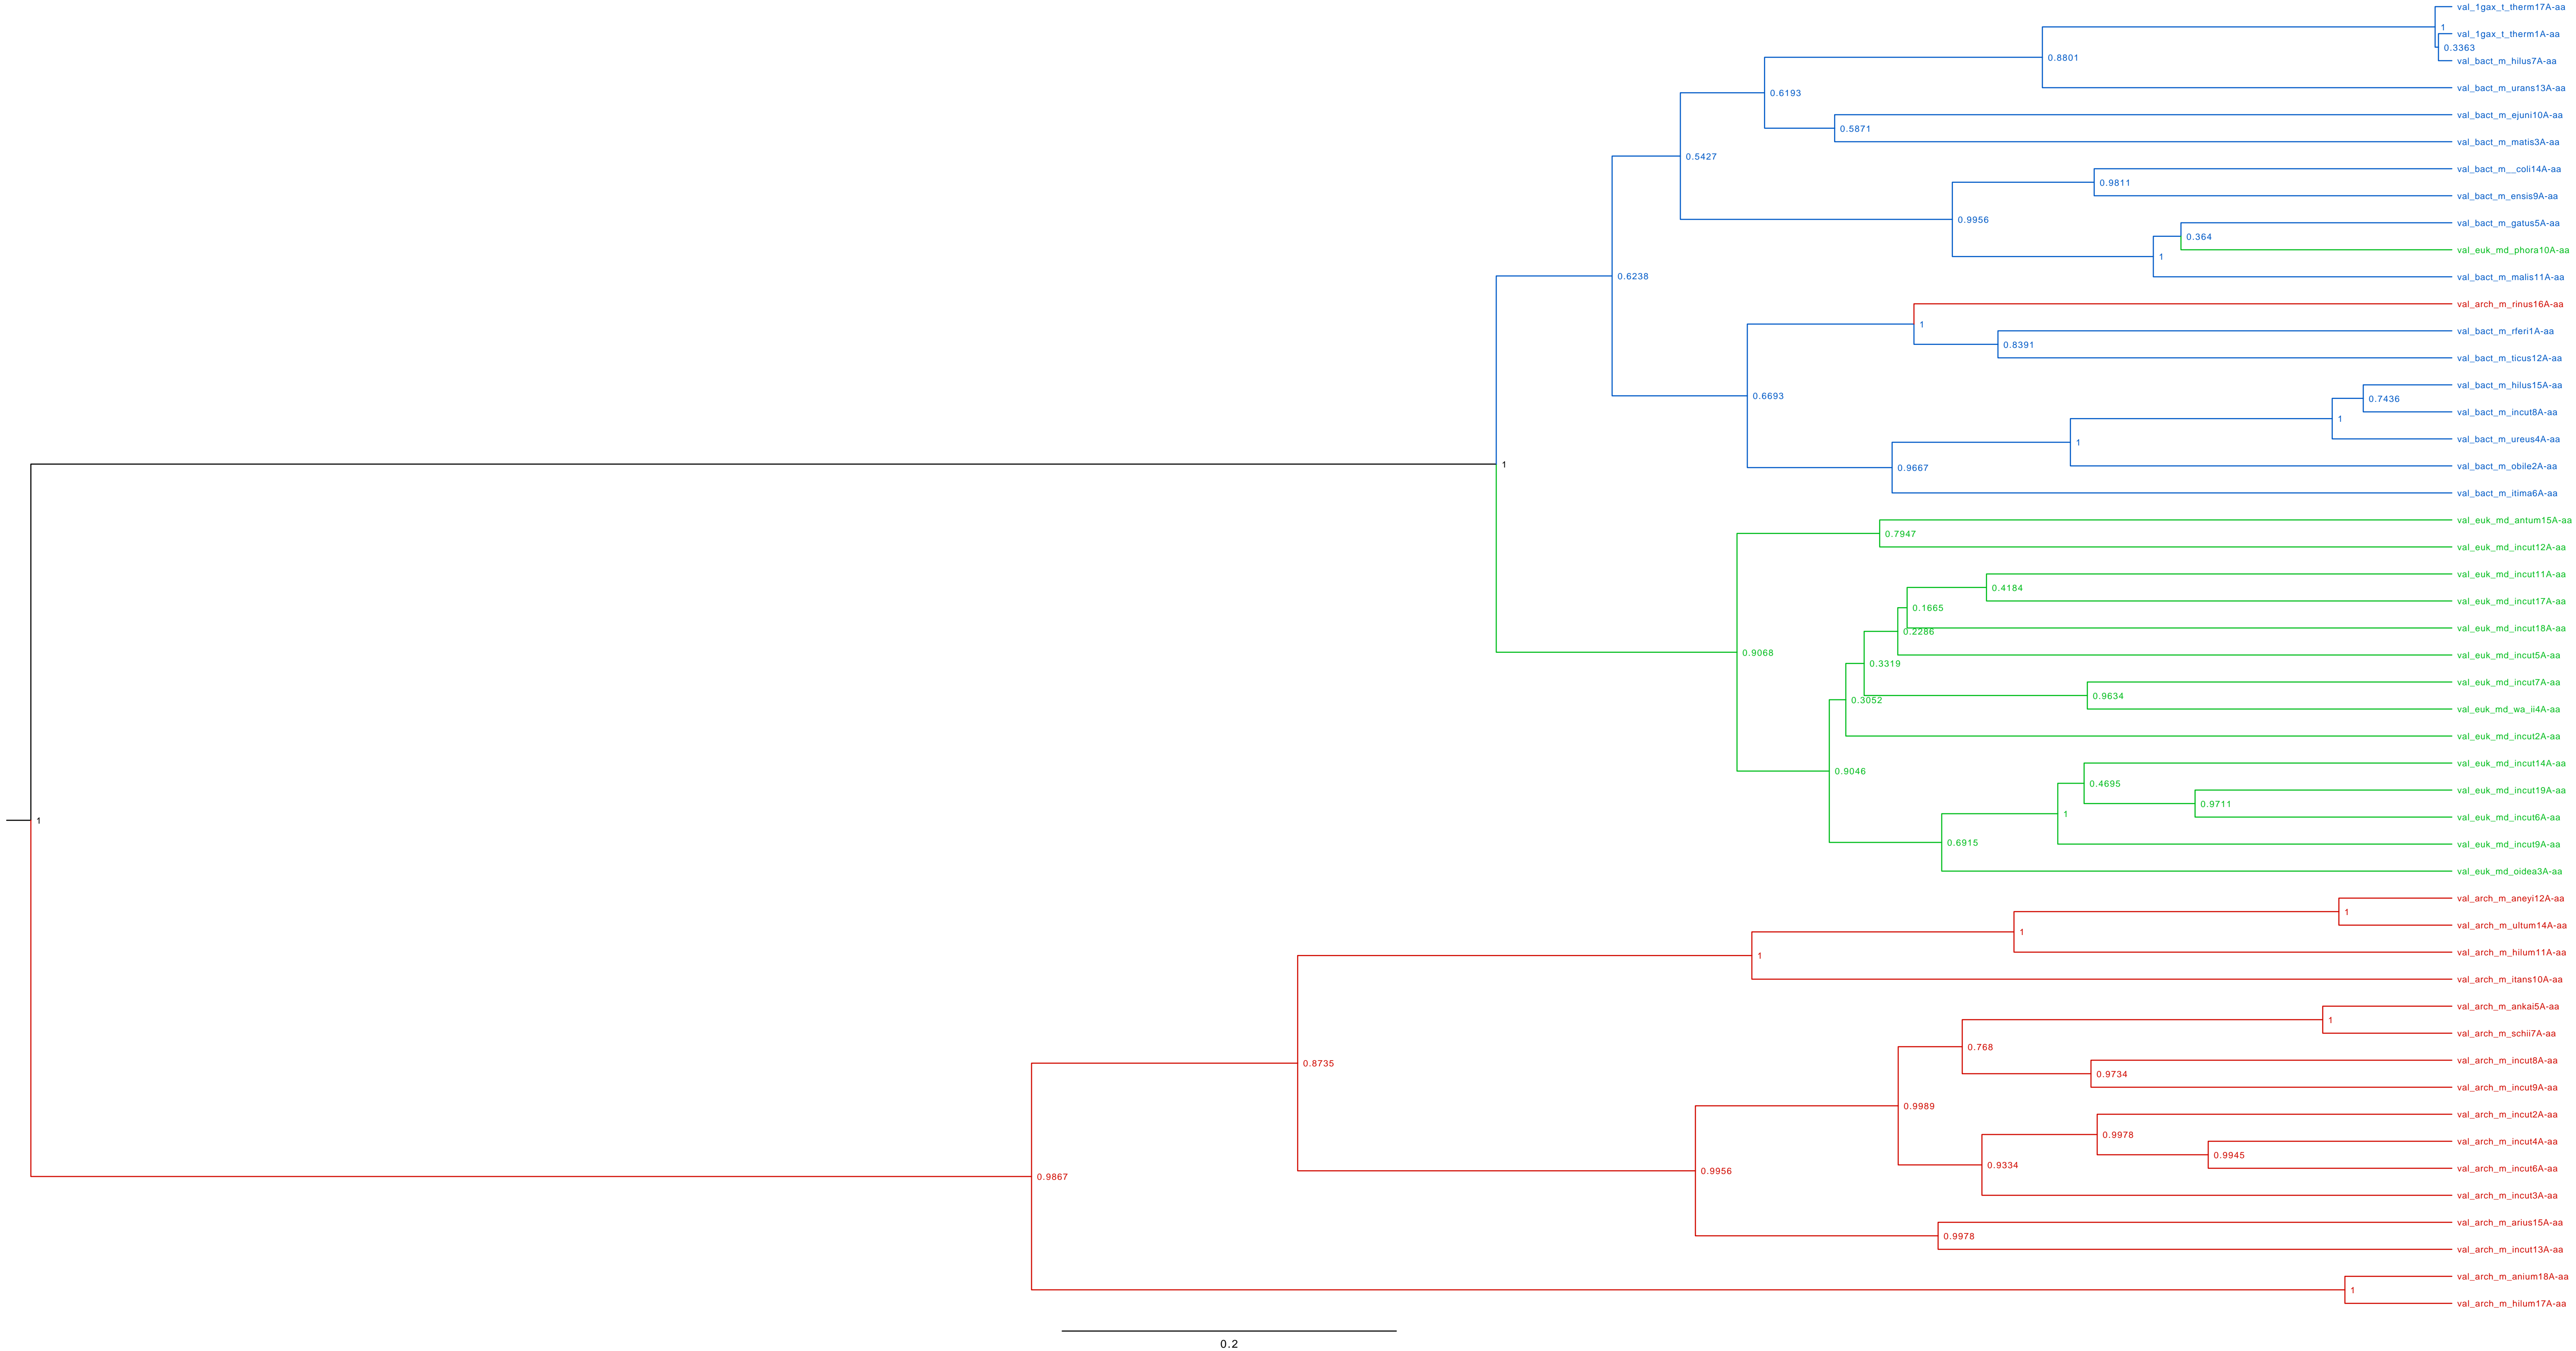 val_1gax_t_therm17A-aa
1
val_1gax_t_therm1A-aa
0.3363
0.8801
val_bact_m_hilus7A-aa
val_bact_m_urans13A-aa
0.6193
val_bact_m_ejuni10A-aa
0.5871
val_bact_m_matis3A-aa
0.5427
val_bact_m__coli14A-aa
0.9811
val_bact_m_ensis9A-aa
0.9956
val_bact_m_gatus5A-aa
0.364
val_euk_md_phora10A-aa
1
val_bact_m_malis11A-aa
0.6238
val_arch_m_rinus16A-aa
1
val_bact_m_rferi1A-aa
0.8391
val_bact_m_ticus12A-aa
val_bact_m_hilus15A-aa
0.6693
0.7436
val_bact_m_incut8A-aa
1
val_bact_m_ureus4A-aa
1
val_bact_m_obile2A-aa
0.9667
1
val_bact_m_itima6A-aa
val_euk_md_antum15A-aa
0.7947
val_euk_md_incut12A-aa
val_euk_md_incut11A-aa
0.4184
val_euk_md_incut17A-aa
0.1665
val_euk_md_incut18A-aa
0.2286
0.9068
val_euk_md_incut5A-aa
0.3319
val_euk_md_incut7A-aa
0.9634
0.3052
val_euk_md_wa_ii4A-aa
val_euk_md_incut2A-aa
0.9046
val_euk_md_incut14A-aa
0.4695
val_euk_md_incut19A-aa
0.9711
1
val_euk_md_incut6A-aa
1
0.6915
val_euk_md_incut9A-aa
val_euk_md_oidea3A-aa
val_arch_m_aneyi12A-aa
1
val_arch_m_ultum14A-aa
1
val_arch_m_hilum11A-aa
1
val_arch_m_itans10A-aa
val_arch_m_ankai5A-aa
1
val_arch_m_schii7A-aa
0.768
0.8735
val_arch_m_incut8A-aa
0.9734
val_arch_m_incut9A-aa
0.9989
val_arch_m_incut2A-aa
0.9978
val_arch_m_incut4A-aa
0.9945
0.9334
val_arch_m_incut6A-aa
0.9956
0.9867
val_arch_m_incut3A-aa
val_arch_m_arius15A-aa
0.9978
val_arch_m_incut13A-aa
val_arch_m_anium18A-aa
1
val_arch_m_hilum17A-aa
0.2